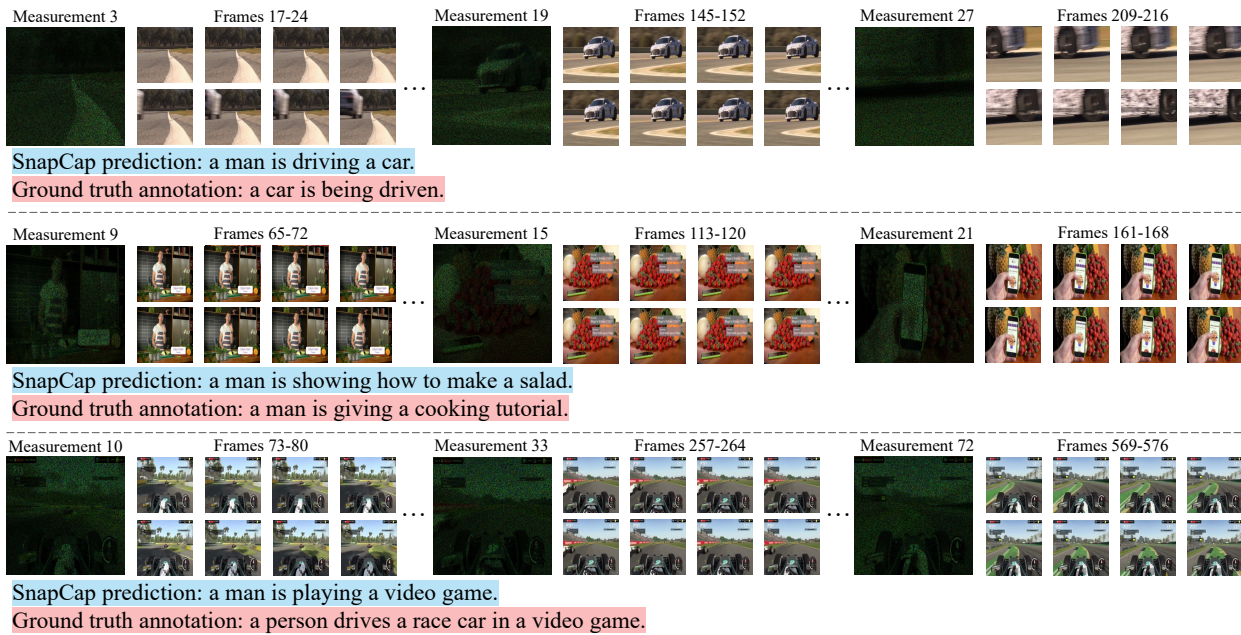 Measurement 3 Frames 17-24 Measurement 19 Frames 145-152 Measurement 27 Frames 209-216
... ...
SnapCap prediction: a man is driving a car.
Ground truth annotation: a car is being driven.
Measurement 9 Frames 65-72 Measurement 15 Frames 113-120 Measurement 21 Frames 161-168
... ...
SnapCap prediction: a man is showing how to make a salad.
Ground truth annotation: a man is giving a cooking tutorial.
Measurement 10 Frames 73-80 Measurement 33 Frames 257-264 Measurement 72 Frames 569-576
... ...
SnapCap prediction: a man is playing a video game.
Ground truth annotation: a person drives a race car in a video game.